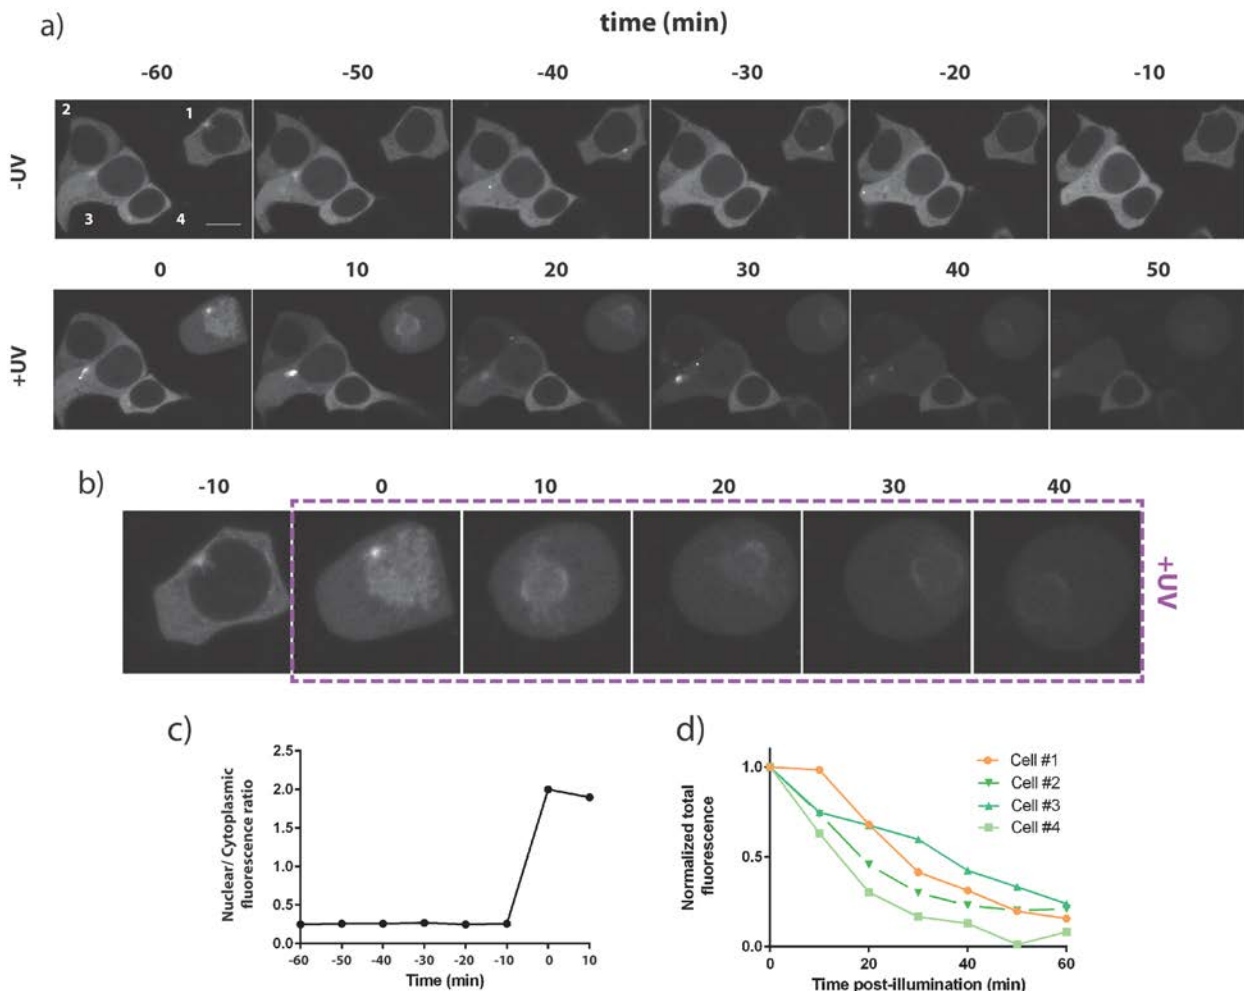 a)
time (min)
-60 -50 -40 -30 -20 -10
-UV
2 1
3 4
0 10 20 30 40 50
+UV
b)
-10 0 10 20 30 40
+UV
c)
Nuclear/ Cytoplasmic
fluorescence ratio
2.5
2.0
1.5
1.0
0.5
0.0
-60 -50 -40 -30 -20 -10 0 10
Time (min)
d)
Normalized total
fluorescence
1.0
0.5
0.0
0 20 40 60
Time post-illumination (min)
Cell #1
Cell #2
Cell #3
Cell #4